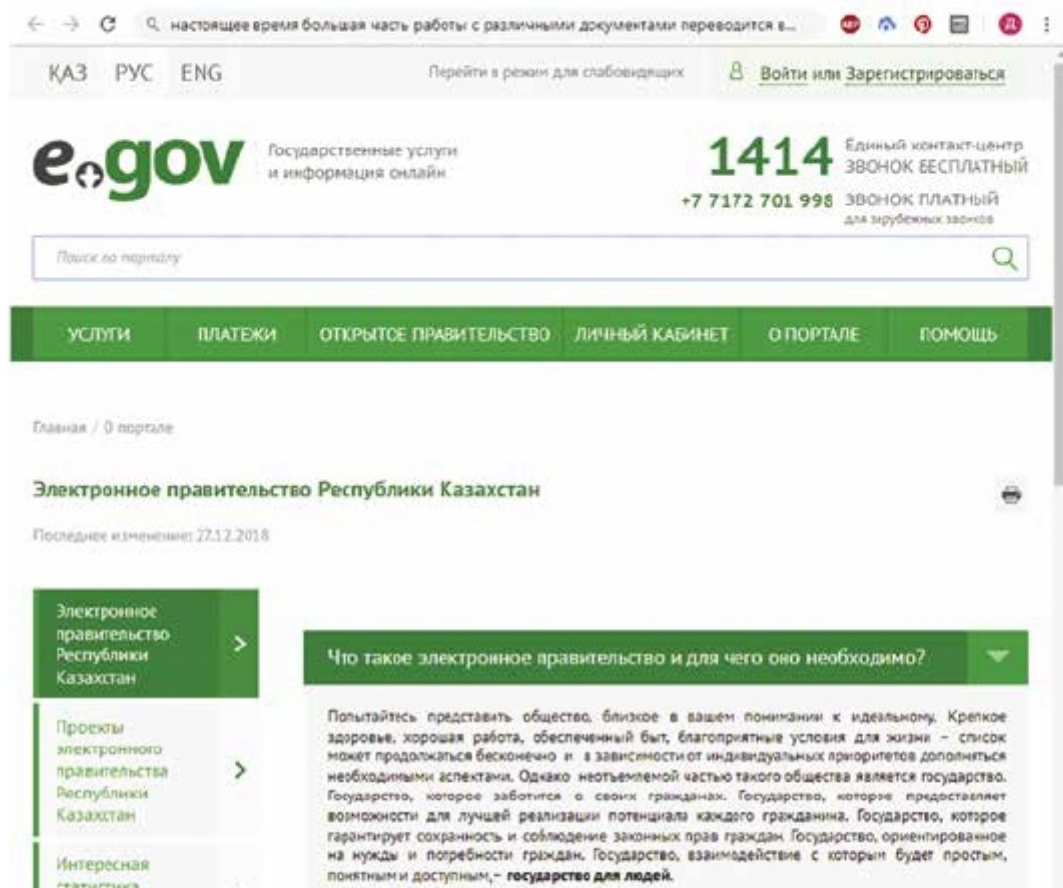 настоящее время большая часть работы с различными документами переводится в...
ABP
Д
ҚАЗ РУС ENG
Перейти в режим для слабовидящих
Войти или Зарегистрироваться
e.gov
Государственные услуги
и информация онлайн
1414
Единый контакт-центр
ЗВОНОК БЕСПЛАТНЫЙ
+7 7172 701 998
ЗВОНОК ПЛАТНЫЙ
для зарубежных звонков
Поиск по порталу
УСЛУГИ ПЛАТЕЖИ ОТКРЫТОЕ ПРАВИТЕЛЬСТВО ЛИЧНЫЙ КАБИНЕТ О ПОРТАЛЕ ПОМОЩЬ
Главная / О портале
Электронное правительство Республики Казахстан
Последнее изменение: 27.12.2018
Электронное
правительство
Республики
Казахстан
Проекты
электронного
правительства
Республики
Казахстан
Интересная
статистика
Что такое электронное правительство и для чего оно необходимо?
Попытайтесь представить общество, близкое в вашем понимании к идеальному. Крепкое
здоровье, хорошая работа, обеспеченный быт, благоприятные условия для жизни – список
может продолжаться бесконечно и в зависимости от индивидуальных приоритетов дополняться
необходимыми аспектами. Однако неотъемлемой частью такого общества является государство.
Государство, которое заботится о своих гражданах. Государство, которое предоставляет
возможности для лучшей реализации потенциала каждого гражданина. Государство, которое
гарантирует сохранность и соблюдение законных прав граждан. Государство, ориентированное
на нужды и потребности граждан. Государство, взаимодействие с которым будет простым,
понятным и доступным,– государство для людей.